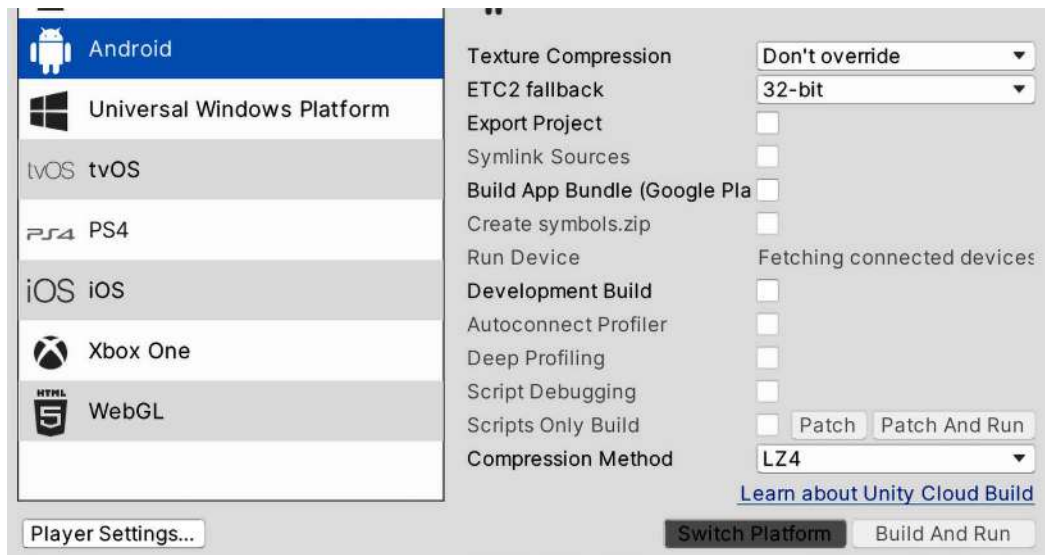 Android
Universal Windows Platform
tvOS tvOS
PS4 PS4
iOS iOS
Xbox One
HTML 5 WebGL
Player Settings...
Texture Compression Don't override
ETC2 fallback 32-bit
Export Project
Symlink Sources
Build App Bundle (Google Pla
Create symbols.zip
Run Device Fetching connected devices
Development Build
Autoconnect Profiler
Deep Profiling
Script Debugging
Scripts Only Build Patch Patch And Run
Compression Method LZ4
Learn about Unity Cloud Build
Switch Platform Build And Run